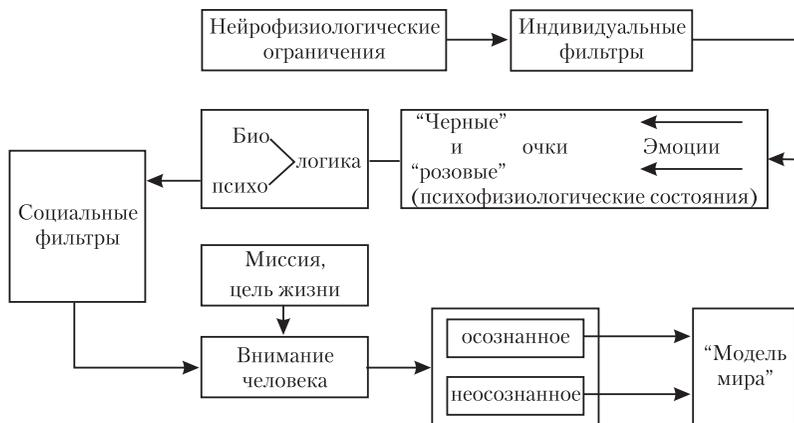 Нейрофизиологические
ограничения
Индивидуальные
фильтры
“Черные”
и очки Эмоции
“розовые”
(психофизиологические состояния)
Био
логика
психо
Социальные
фильтры
Миссия,
цель жизни
Внимание
человека
осознанное
неосознанное
“Модель
мира”